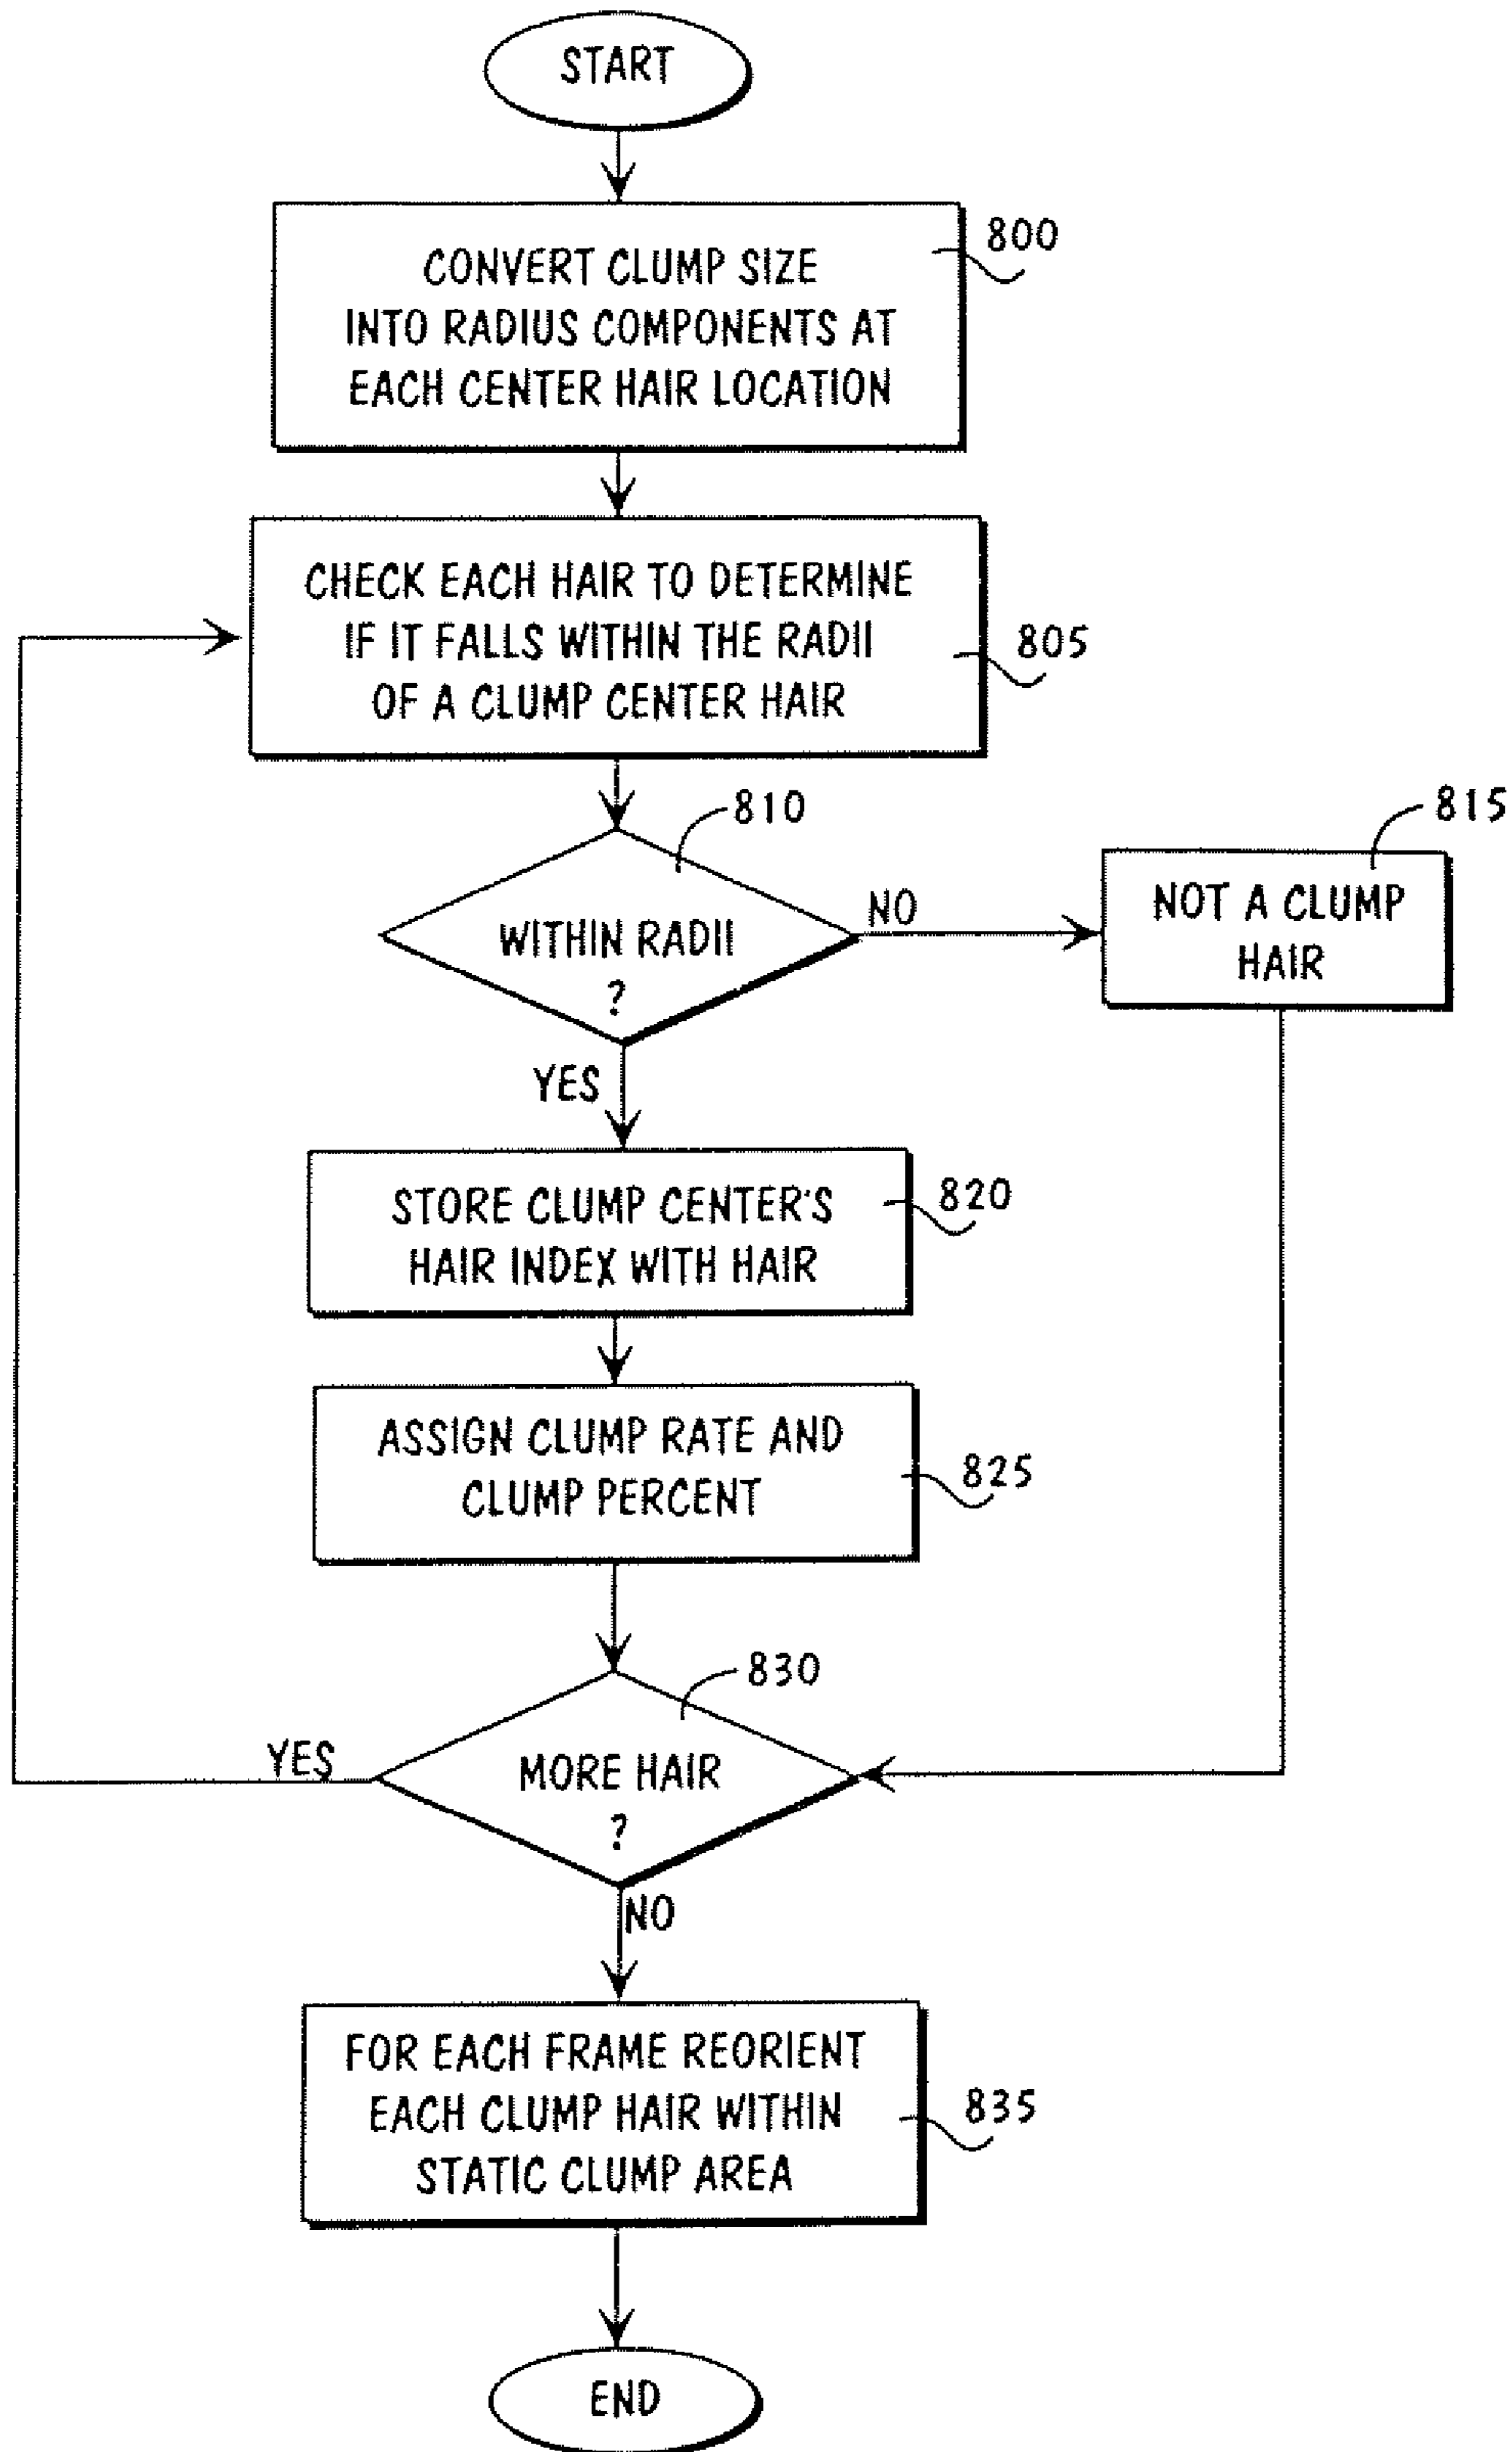 START
CONVERT CLUMP SIZE
INTO RADIUS COMPONENTS AT
EACH CENTER HAIR LOCATION
800
CHECK EACH HAIR TO DETERMINE
IF IT FALLS WITHIN THE RADII
OF A CLUMP CENTER HAIR
805
810
WITHIN RADII
?
NO
815
NOT A CLUMP
HAIR
YES
STORE CLUMP CENTER'S
HAIR INDEX WITH HAIR
820
ASSIGN CLUMP RATE AND
CLUMP PERCENT
825
830
MORE HAIR
?
YES
NO
FOR EACH FRAME REORIENT
EACH CLUMP HAIR WITHIN
STATIC CLUMP AREA
835
END